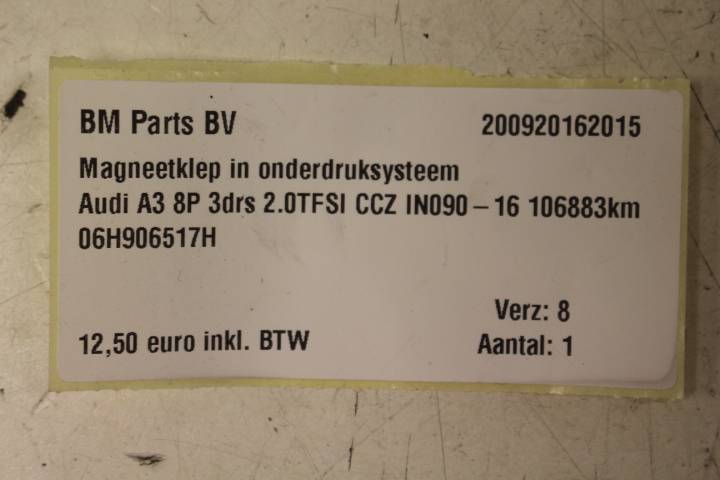 BM Parts BV 200920162015
Magneetklep in onderdruksysteem
Audi A3 8P 3drs 2.0TFSI CCZ IN090 – 16 106883km
06H906517H
Verz: 8
12,50 euro inkl. BTW Aantal: 1